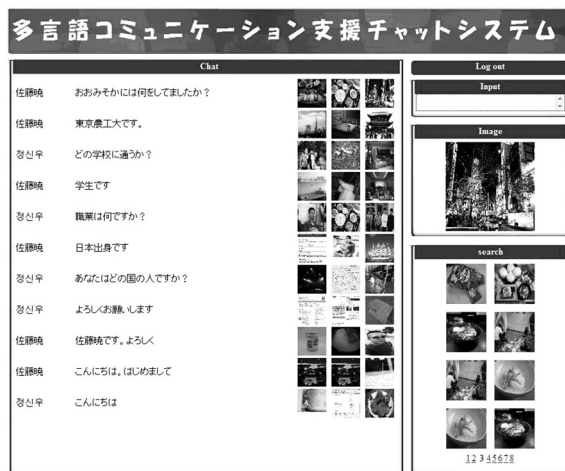 多言語コミュニケーション支援チャットシステム
Chat
佐藤暁 おおみそかには何をしてましたか？
佐藤暁 東京農工大です。
정신우 どの学校に通うか？
佐藤暁 学生です
정신우 職業は何ですか？
佐藤暁 日本出身です
정신우 あなたはどの国の人ですか？
정신우 よろしくお願いします
佐藤暁 佐藤暁です。よろしく
佐藤暁 こんにちは。はじめまして
정신우 こんにちは
Log out
Input
Image
search
1 2 3 4 5 6 7 8